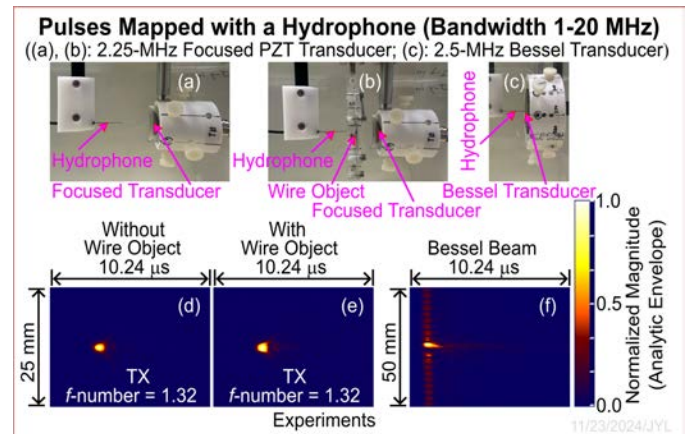 Pulses Mapped with a Hydrophone (Bandwidth 1-20 MHz)
((a), (b): 2.25-MHz Focused PZT Transducer; (c): 2.5-MHz Bessel Transducer)
(a)
(b)
(c)
Hydrophone
Focused Transducer
Hydrophone
Wire Object
Focused Transducer
Hydrophone
Bessel Transducer
Without
Wire Object
10.24 µs
With
Wire Object
10.24 µs
Bessel Beam
10.24 µs
25 mm
(d)
TX
f-number = 1.32
(e)
TX
f-number = 1.32
50 mm
(f)
1.0
0.5
0.0
Normalized Magnitude
(Analytic Envelope)
Experiments
11/23/2024/JYL